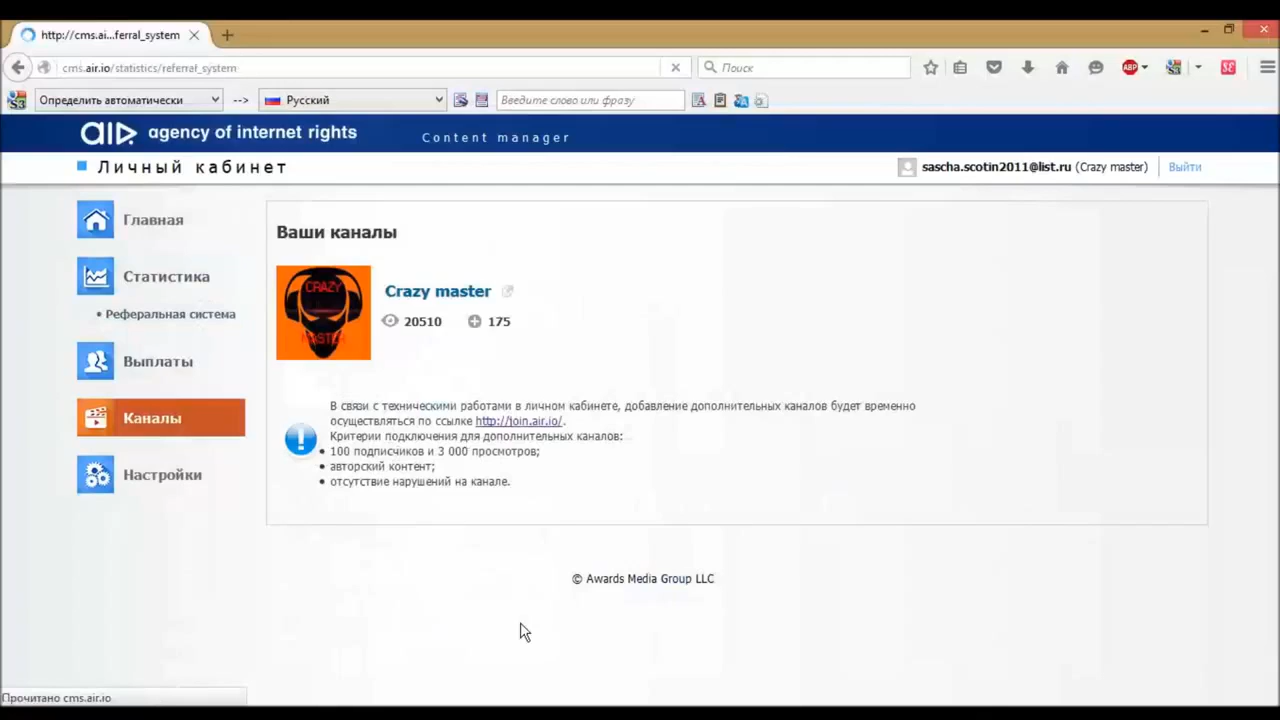 http://cms.ai...ferral_system
cms.air.io/statistics/referral_system
Поиск
ABP
Определить автоматически
-->
Русский
Введите слово или фразу
air agency of internet rights
Content manager
Личный кабинет
sascha.scotin2011@list.ru (Crazy master)
Выйти
Главная
Статистика
• Реферальная система
Выплаты
Каналы
Настройки
Ваши каналы
CRAZY
MASTER
Crazy master
20510
175
В связи с техническими работами в личном кабинете, добавление дополнительных каналов будет временно
осуществляться по ссылке http://join.air.io/.
Критерии подключения для дополнительных каналов:
• 100 подписчиков и 3 000 просмотров;
• авторский контент;
• отсутствие нарушений на канале.
© Awards Media Group LLC
Прочитано cms.air.io